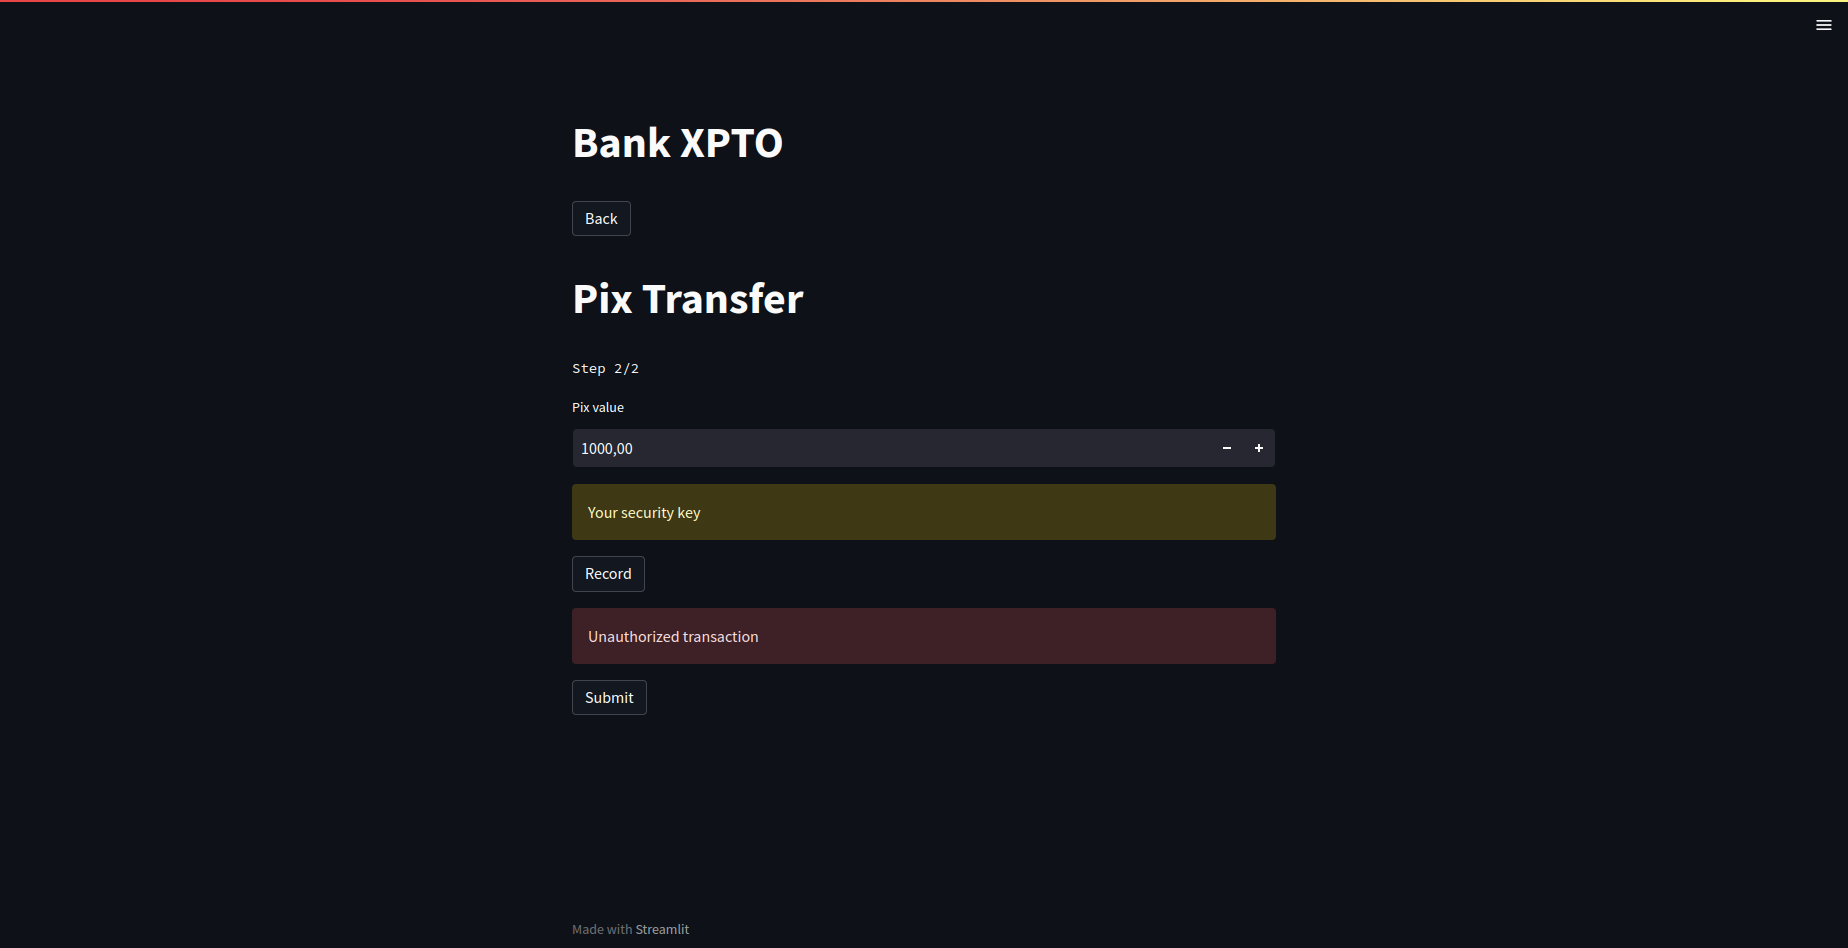 Bank XPTO
Back
Pix Transfer
Step 2/2
Pix value
1000,00
Your security key
Record
Unauthorized transaction
Submit
Made with Streamlit